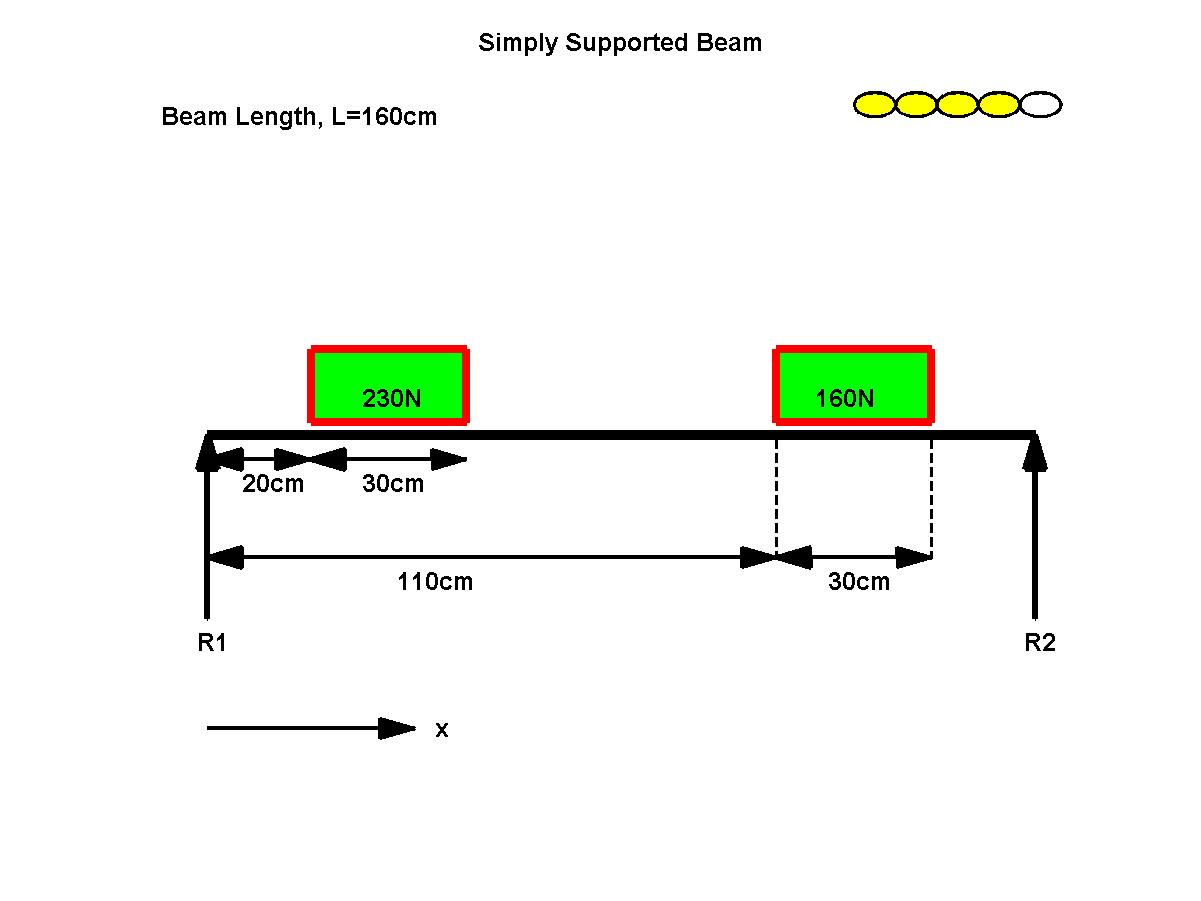 Simply Supported Beam
Beam Length, L=160cm
230N
160N
20cm
30cm
110cm
30cm
R1
R2
x